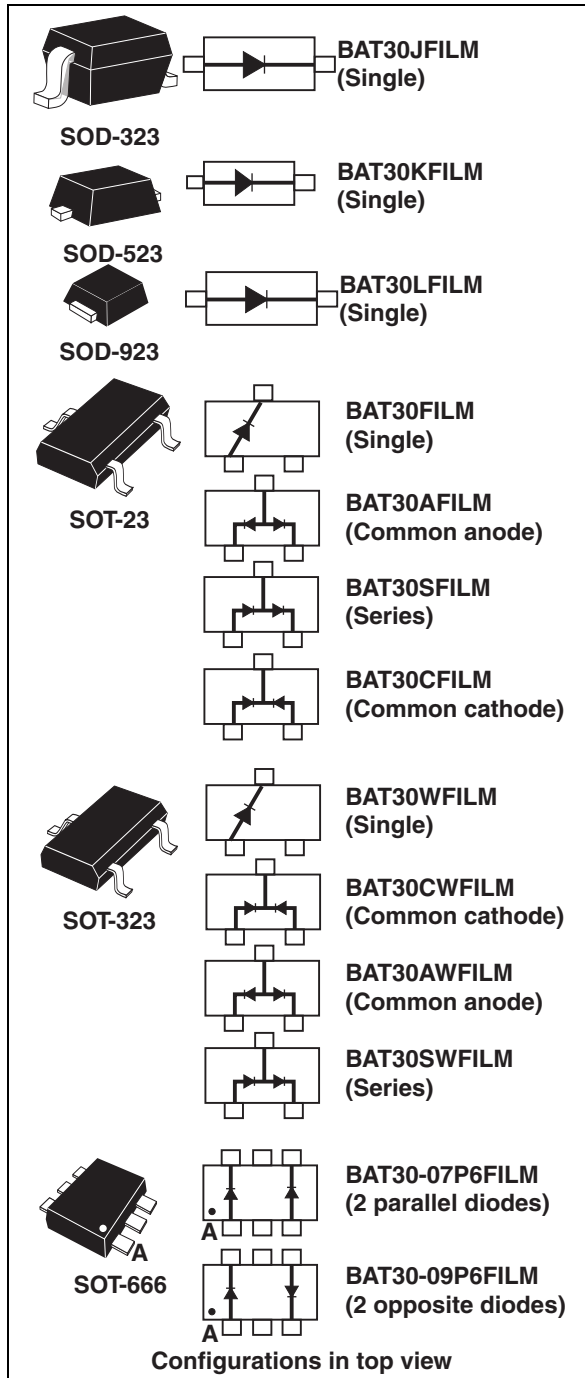 BAT30JFILM
(Single)
SOD-323
BAT30KFILM
(Single)
SOD-523
BAT30LFILM
(Single)
SOD-923
BAT30FILM
(Single)
SOT-23
BAT30AFILM
(Common anode)
BAT30SFILM
(Series)
BAT30CFILM
(Common cathode)
BAT30WFILM
(Single)
SOT-323
BAT30CWFILM
(Common cathode)
BAT30AWFILM
(Common anode)
BAT30SWFILM
(Series)
BAT30-07P6FILM
(2 parallel diodes)
A
A
SOT-666
BAT30-09P6FILM
(2 opposite diodes)
A
Configurations in top view